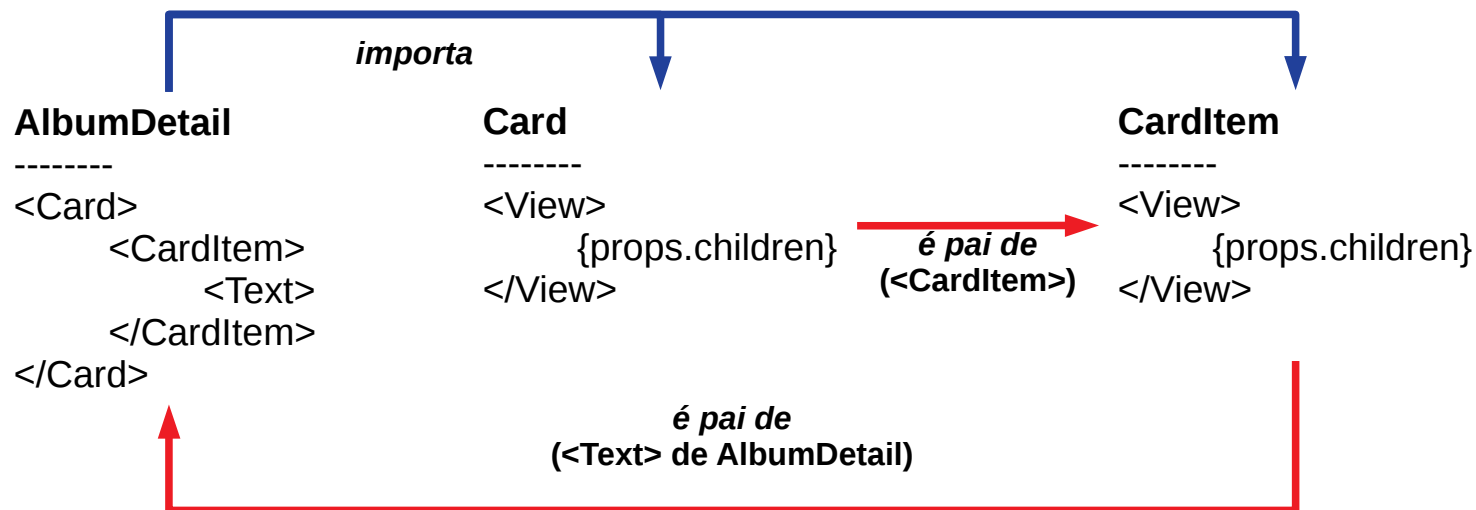 importa
AlbumDetail
--------
<Card>
<CardItem>
<Text>
</CardItem>
</Card>
Card
--------
<View>
{props.children}
</View>
é pai de
(<CardItem>)
CardItem
--------
<View>
{props.children}
</View>
é pai de
(<Text> de AlbumDetail)